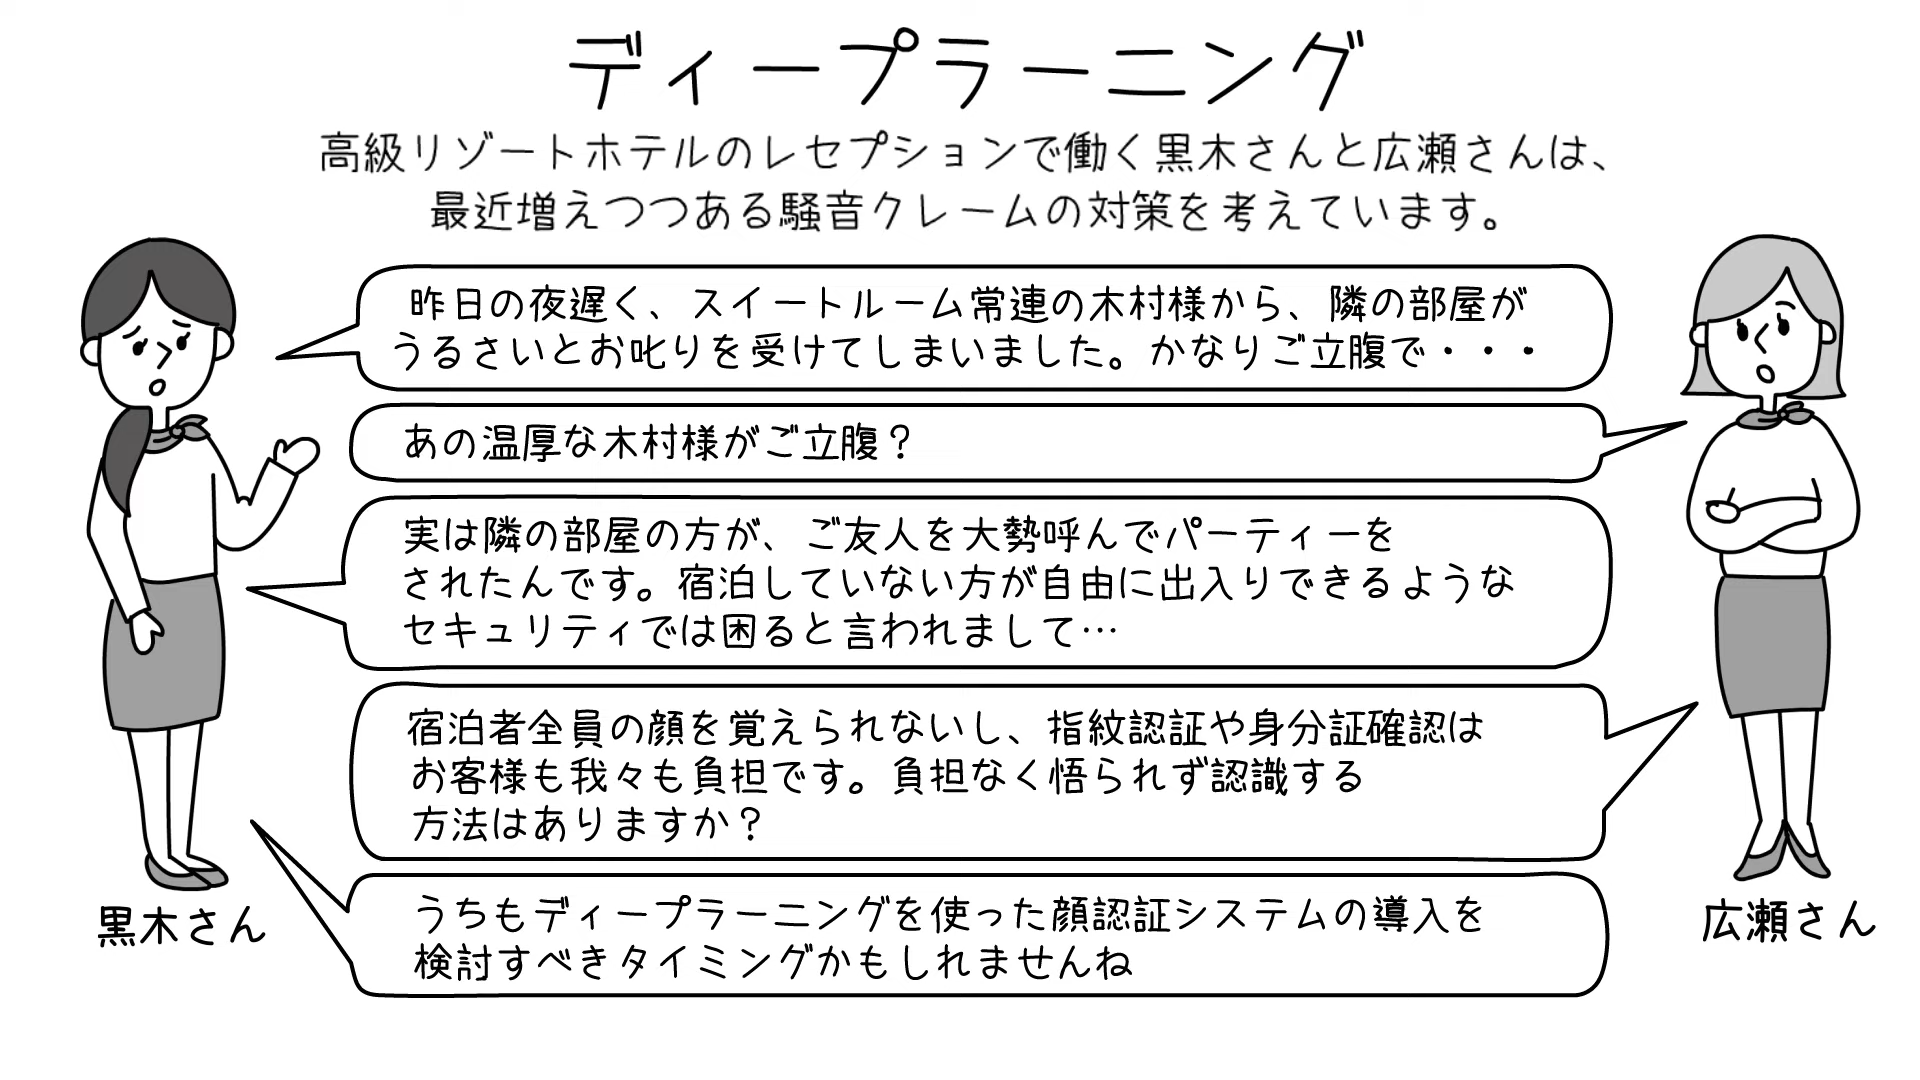 ディープラーニング
高級リゾートホテルのレセプションで働く黒木さんと広瀬さんは、
最近増えつつある騒音クレームの対策を考えています。
昨日の夜遅く、スイートルーム常連の木村様から、隣の部屋が
うるさいとお叱りを受けてしまいました。かなりご立腹で・・・
あの温厚な木村様がご立腹？
実は隣の部屋の方が、ご友人を大勢呼んでパーティーを
されたんです。宿泊していない方が自由に出入りできるような
セキュリティでは困ると言われまして…
宿泊者全員の顔を覚えられないし、指紋認証や身分証確認は
お客様も我々も負担です。負担なく悟られず認識する
方法はありますか？
うちもディープラーニングを使った顔認証システムの導入を
検討すべきタイミングかもしれませんね
黒木さん
広瀬さん